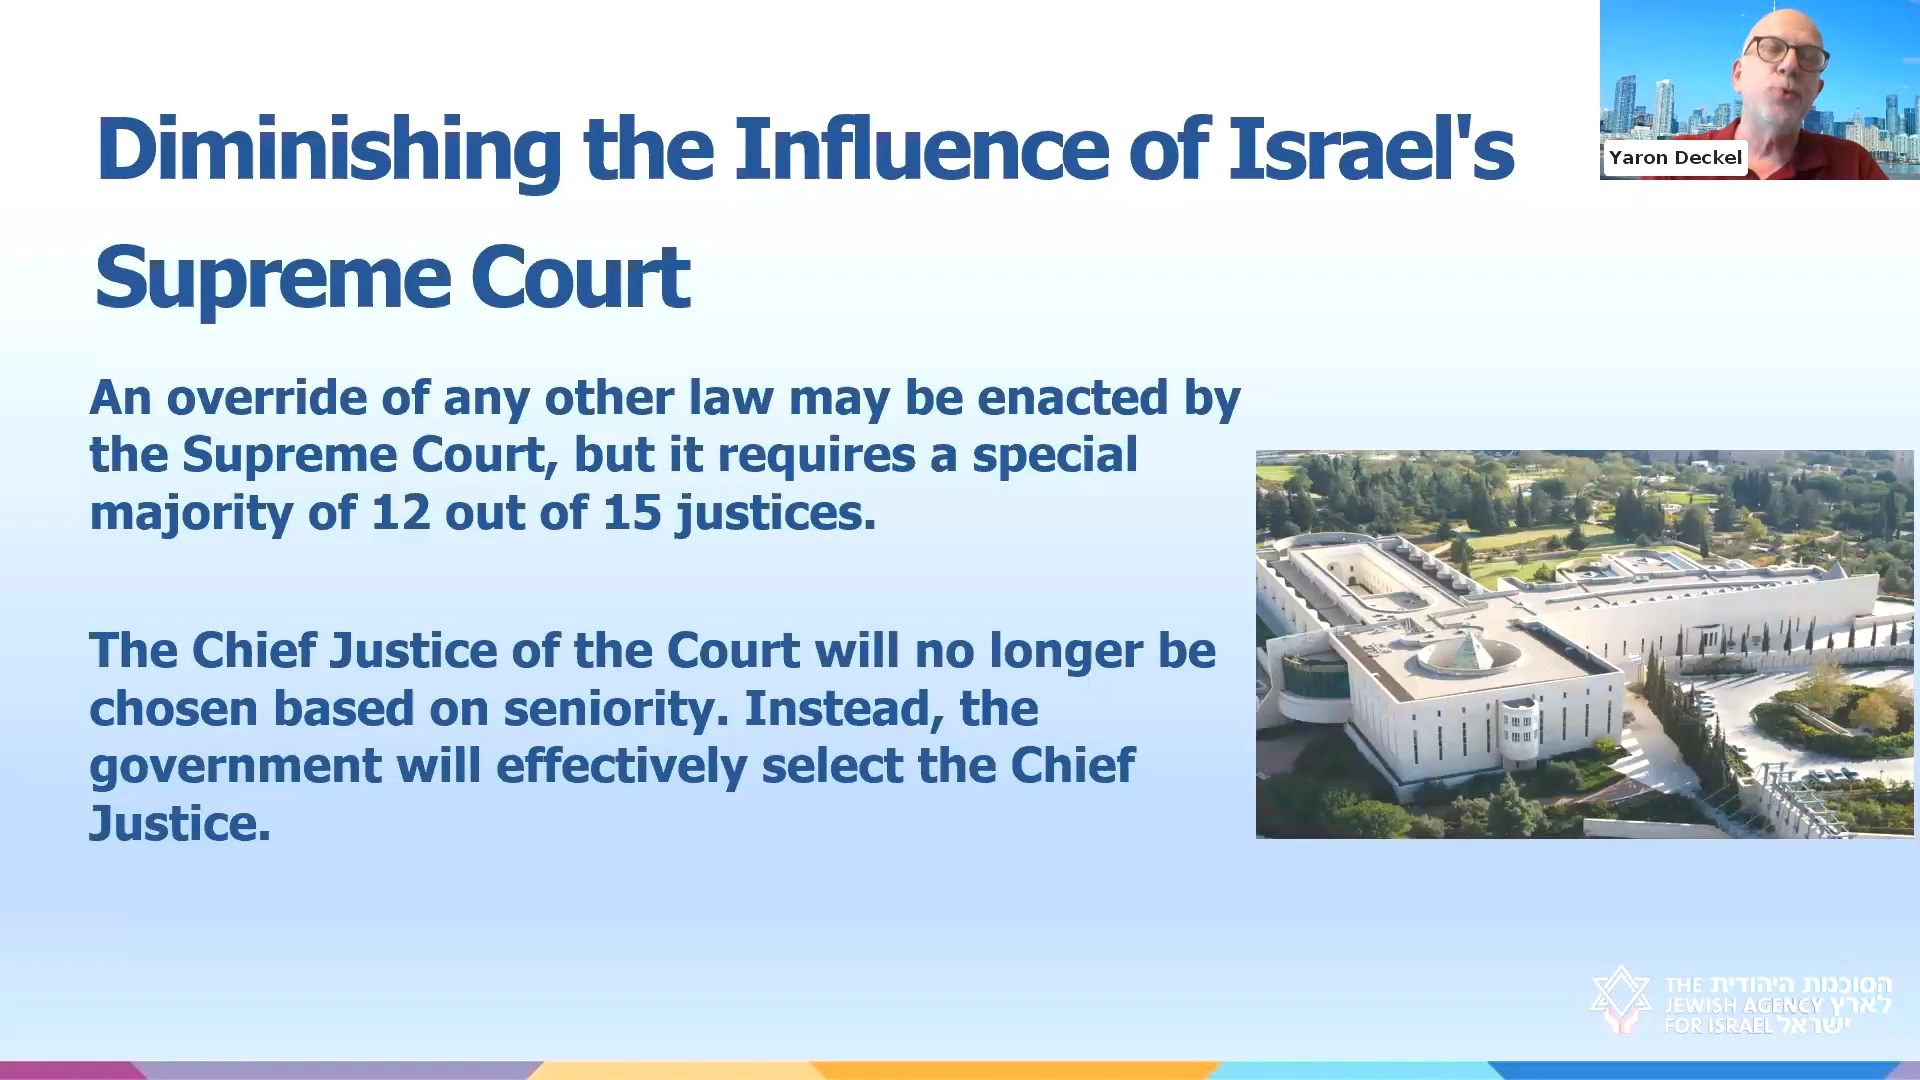 Diminishing the Influence of Israel's
Supreme Court
Yaron Deckel
An override of any other law may be enacted by
the Supreme Court, but it requires a special
majority of 12 out of 15 justices.
The Chief Justice of the Court will no longer be
chosen based on seniority. Instead, the
government will effectively select the Chief
Justice.
THE הסוכנות היהודית
JEWISH AGENCY לארץ
FOR ISRAEL ישראל